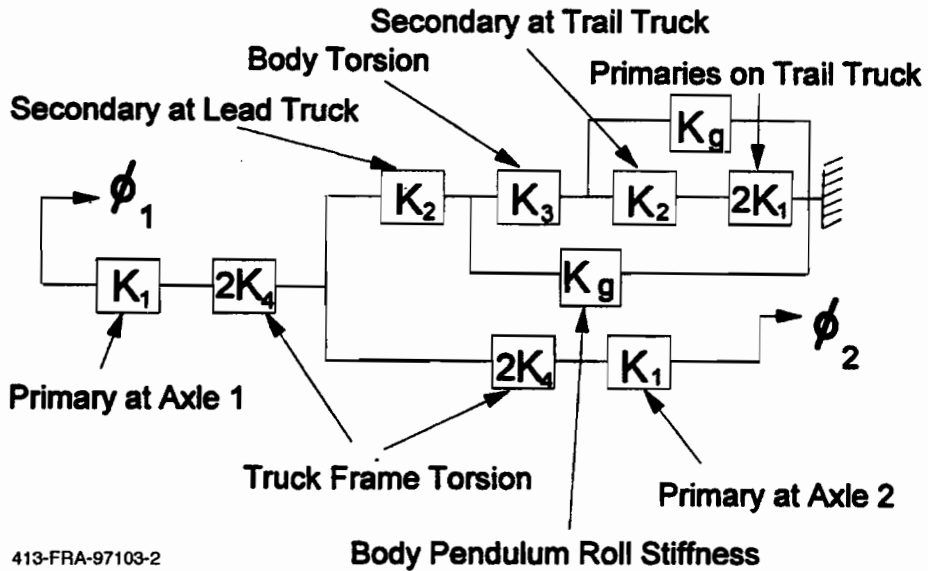 Secondary at Trail Truck
Body Torsion
Primaries on Trail Truck
Secondary at Lead Truck
Kg
ϕ1
K2
K3
K2
2K1
K1
2K4
Kg
ϕ2
2K4
K1
Primary at Axle 1
Truck Frame Torsion
Primary at Axle 2
413-FRA-97103-2
Body Pendulum Roll Stiffness